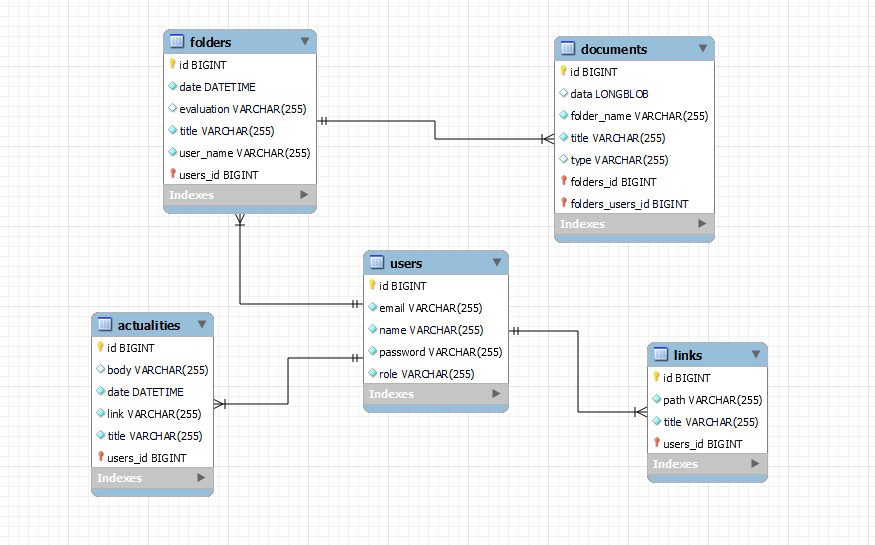 folders
id BIGINT
date DATETIME
evaluation VARCHAR(255)
title VARCHAR(255)
user_name VARCHAR(255)
users_id BIGINT
Indexes
documents
id BIGINT
data LONGBLOB
folder_name VARCHAR(255)
title VARCHAR(255)
type VARCHAR(255)
folders_id BIGINT
folders_users_id BIGINT
Indexes
users
id BIGINT
email VARCHAR(255)
name VARCHAR(255)
password VARCHAR(255)
role VARCHAR(255)
Indexes
actualities
id BIGINT
body VARCHAR(255)
date DATETIME
link VARCHAR(255)
title VARCHAR(255)
users_id BIGINT
Indexes
links
id BIGINT
path VARCHAR(255)
title VARCHAR(255)
users_id BIGINT
Indexes